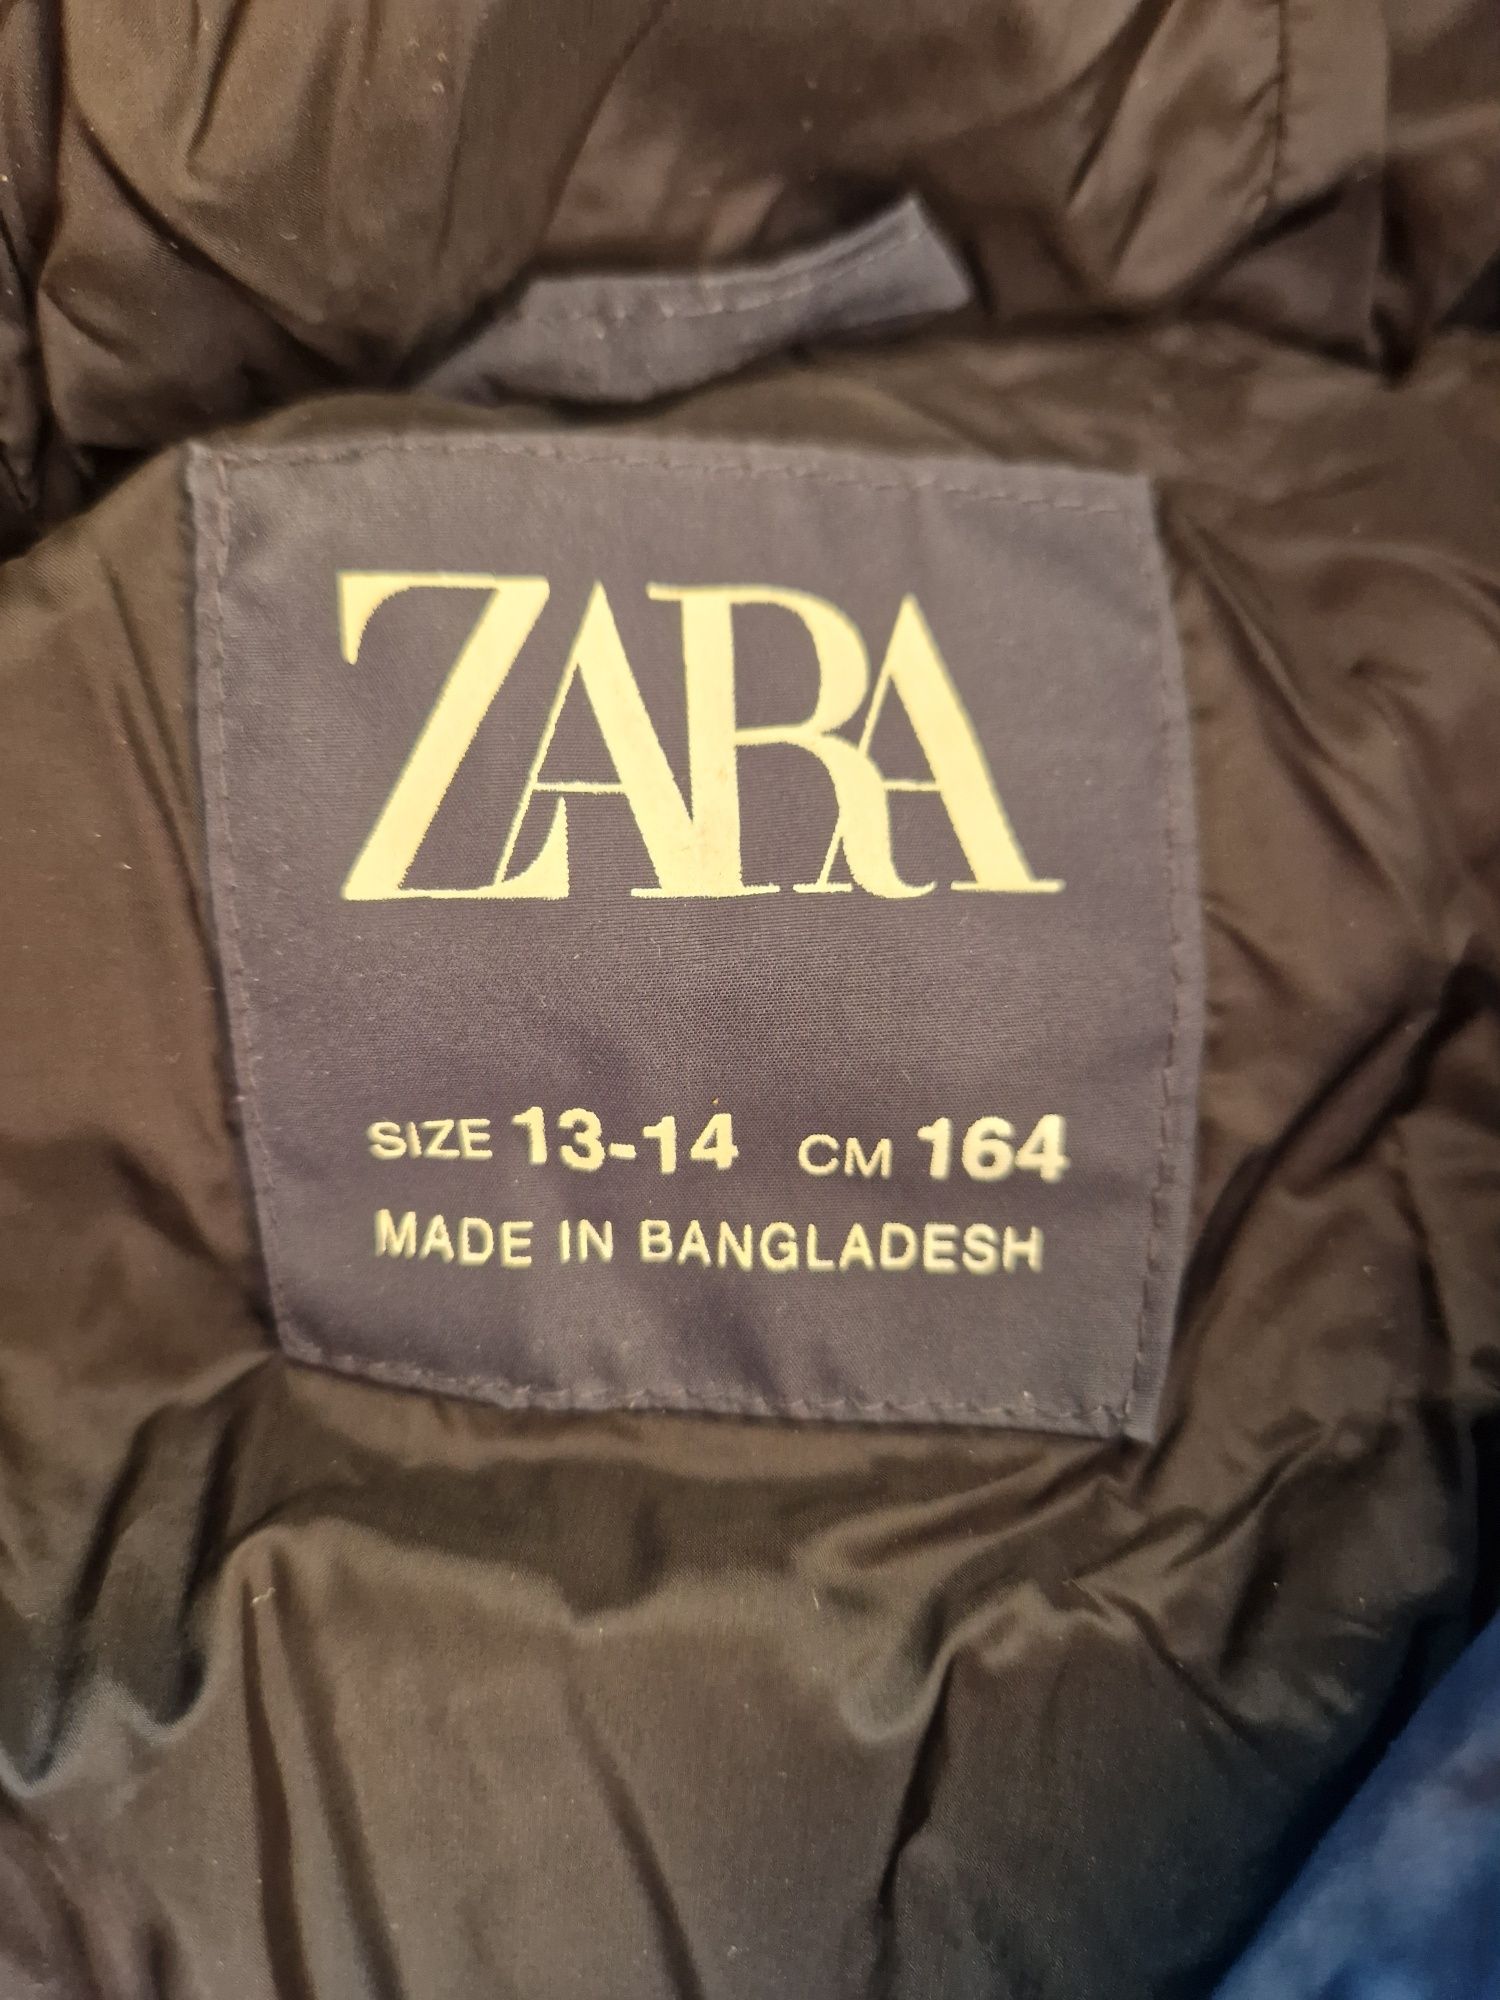 ZARA
SIZE 13-14 CM 164
MADE IN BANGLADESH